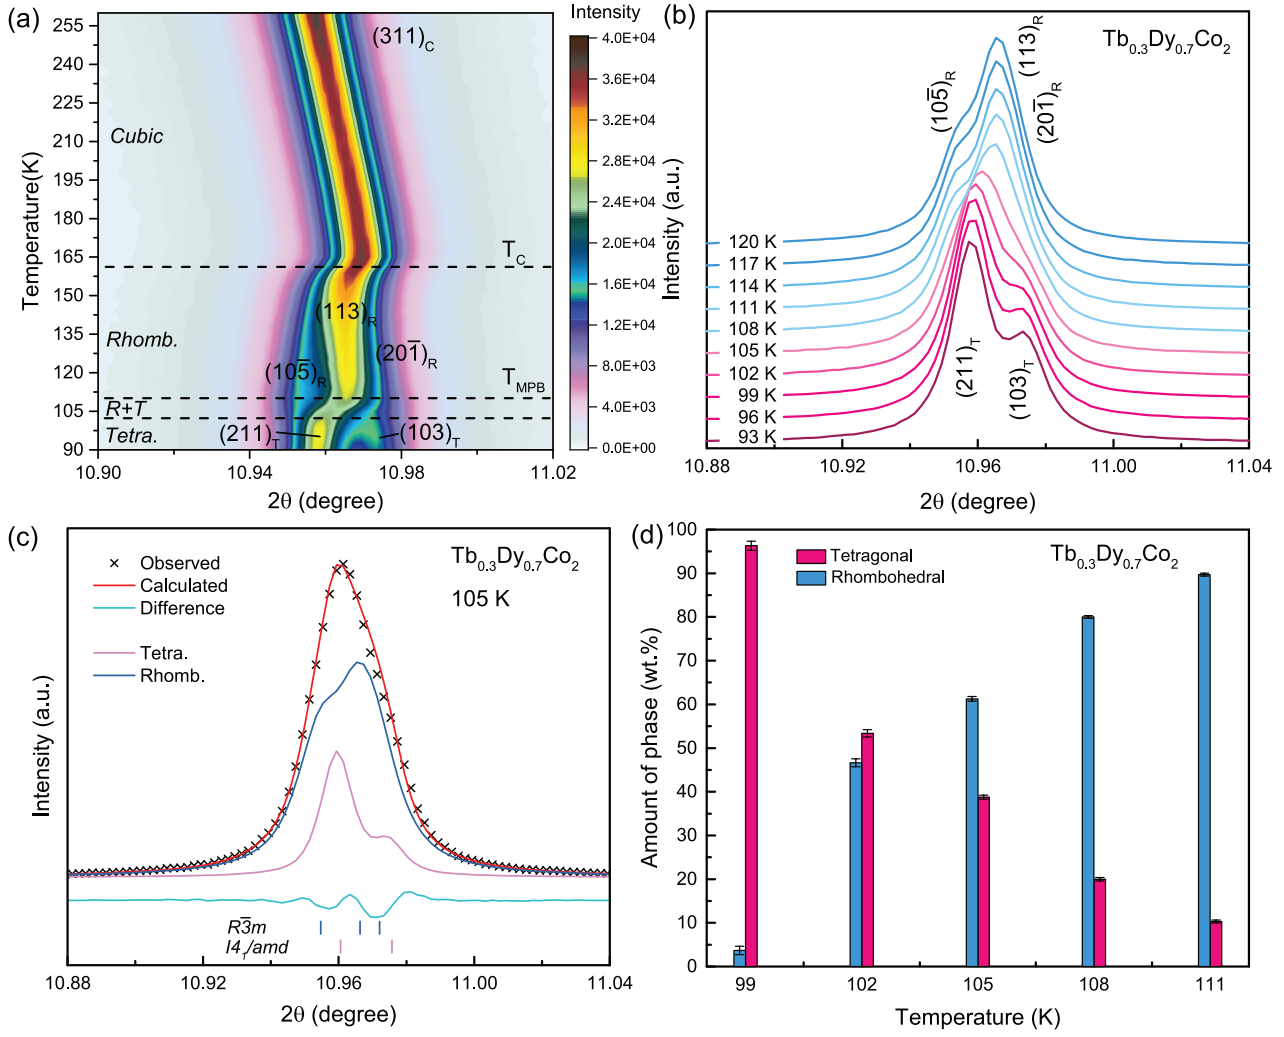 (a)
Intensity
4.0E+04
3.6E+04
3.2E+04
2.8E+04
2.4E+04
2.0E+04
1.6E+04
1.2E+04
8.0E+03
4.0E+03
0.0E+00
Temperature(K)
255
240
225
210
195
180
165
150
135
120
105
90
(311)C
Cubic
TC
(113)R
Rhomb.
(201̅)R
(105̅)R
TMPB
R+T
Tetra.
(211)T
(103)T
10.90
10.94
10.98
11.02
2θ (degree)
(b)
Tb0.3Dy0.7Co2
(105̅)R
(113)R
(201̅)R
Intensity (a.u.)
120 K
117 K
114 K
111 K
108 K
105 K
102 K
99 K
96 K
93 K
(211)T
(103)T
10.88
10.92
10.96
11.00
11.04
2θ (degree)
(c)
Observed
Calculated
Difference
Tetra.
Rhomb.
Tb0.3Dy0.7Co2
105 K
Intensity (a.u.)
R3̅m
I41/amd
10.88
10.92
10.96
11.00
11.04
2θ (degree)
(d)
Tetragonal
Rhombohedral
Tb0.3Dy0.7Co2
Amount of phase (wt.%)
100
90
80
70
60
50
40
30
20
10
0
99
102
105
108
111
Temperature (K)